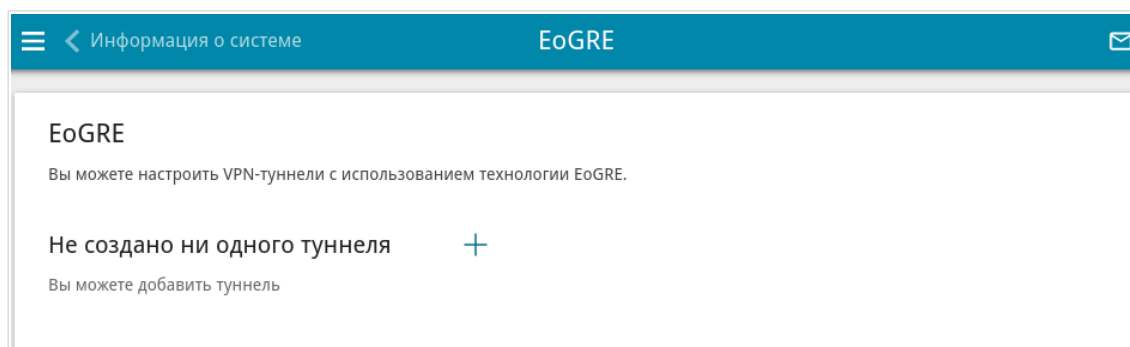 Информация о системе EoGRE
EoGRE
Вы можете настроить VPN-туннели с использованием технологии EoGRE.
Не создано ни одного туннеля
Вы можете добавить туннель